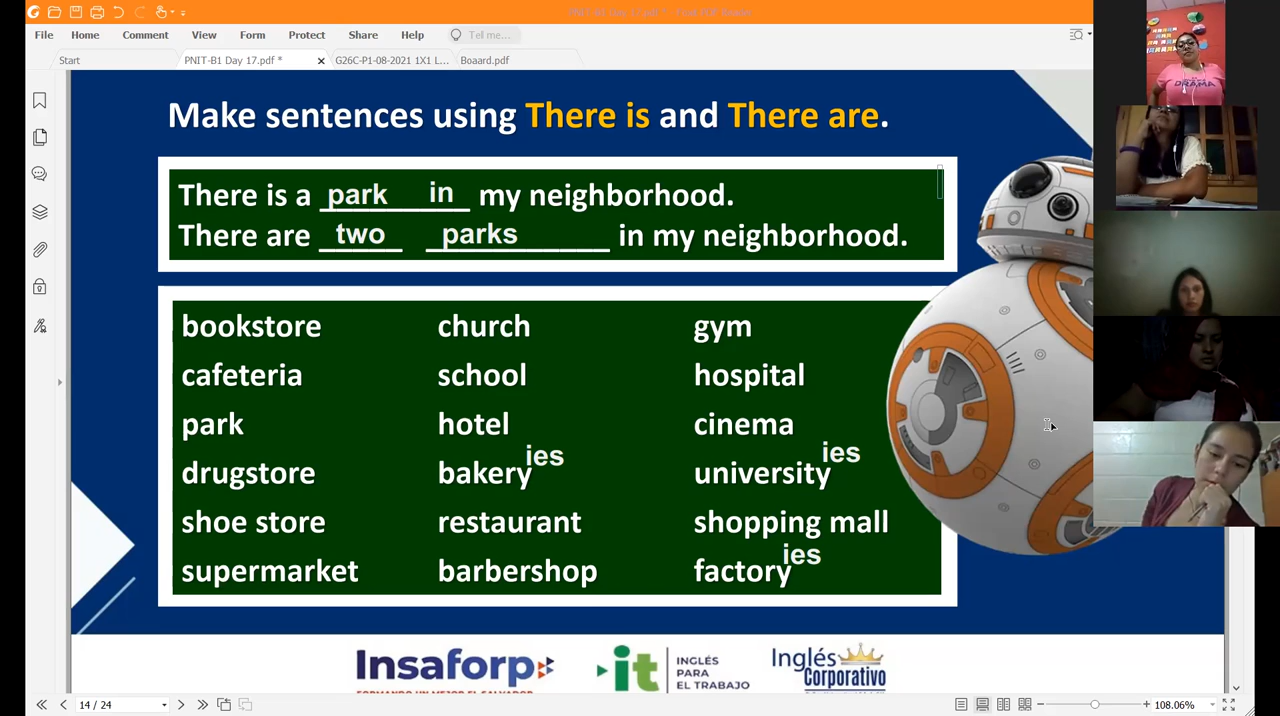 File Home Comment View Form Protect Share Help Tell me...
Start PNIT-B1 Day 17.pdf * G26C-P1-08-2021 1X1 L... Boaard.pdf
Make sentences using There is and There are.
There is a park in my neighborhood.
There are two parks in my neighborhood.
bookstore church gym
cafeteria school hospital
park hotel cinema
drugstore bakery ies university ies
shoe store restaurant shopping mall
supermarket barbershop factory ies
Insaforp it INGLÉS PARA EL TRABAJO Inglés Corporativo
FORMANDO UN MEJOR EL SALVADOR
14 / 24 108.06%